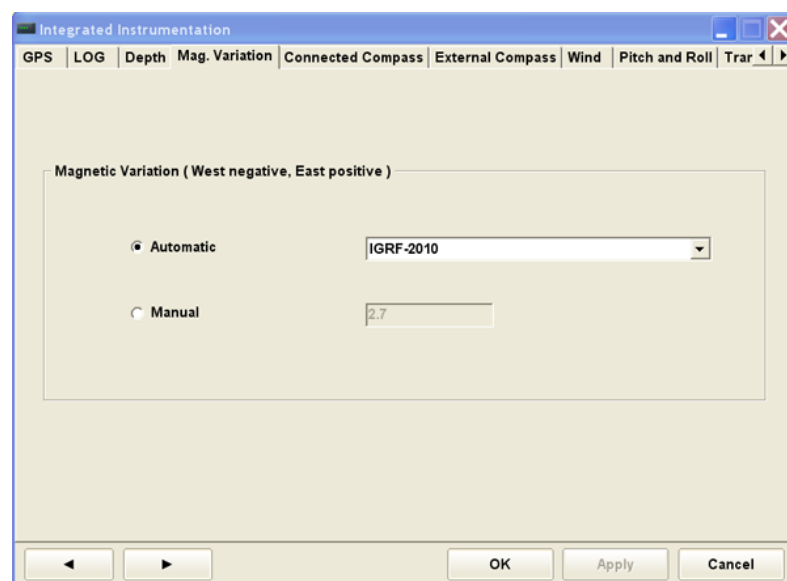 Integrated Instrumentation
GPS LOG Depth Mag. Variation Connected Compass External Compass Wind Pitch and Roll Trar
Magnetic Variation ( West negative, East positive )
Automatic IGRF-2010
Manual 2.7
OK Apply Cancel